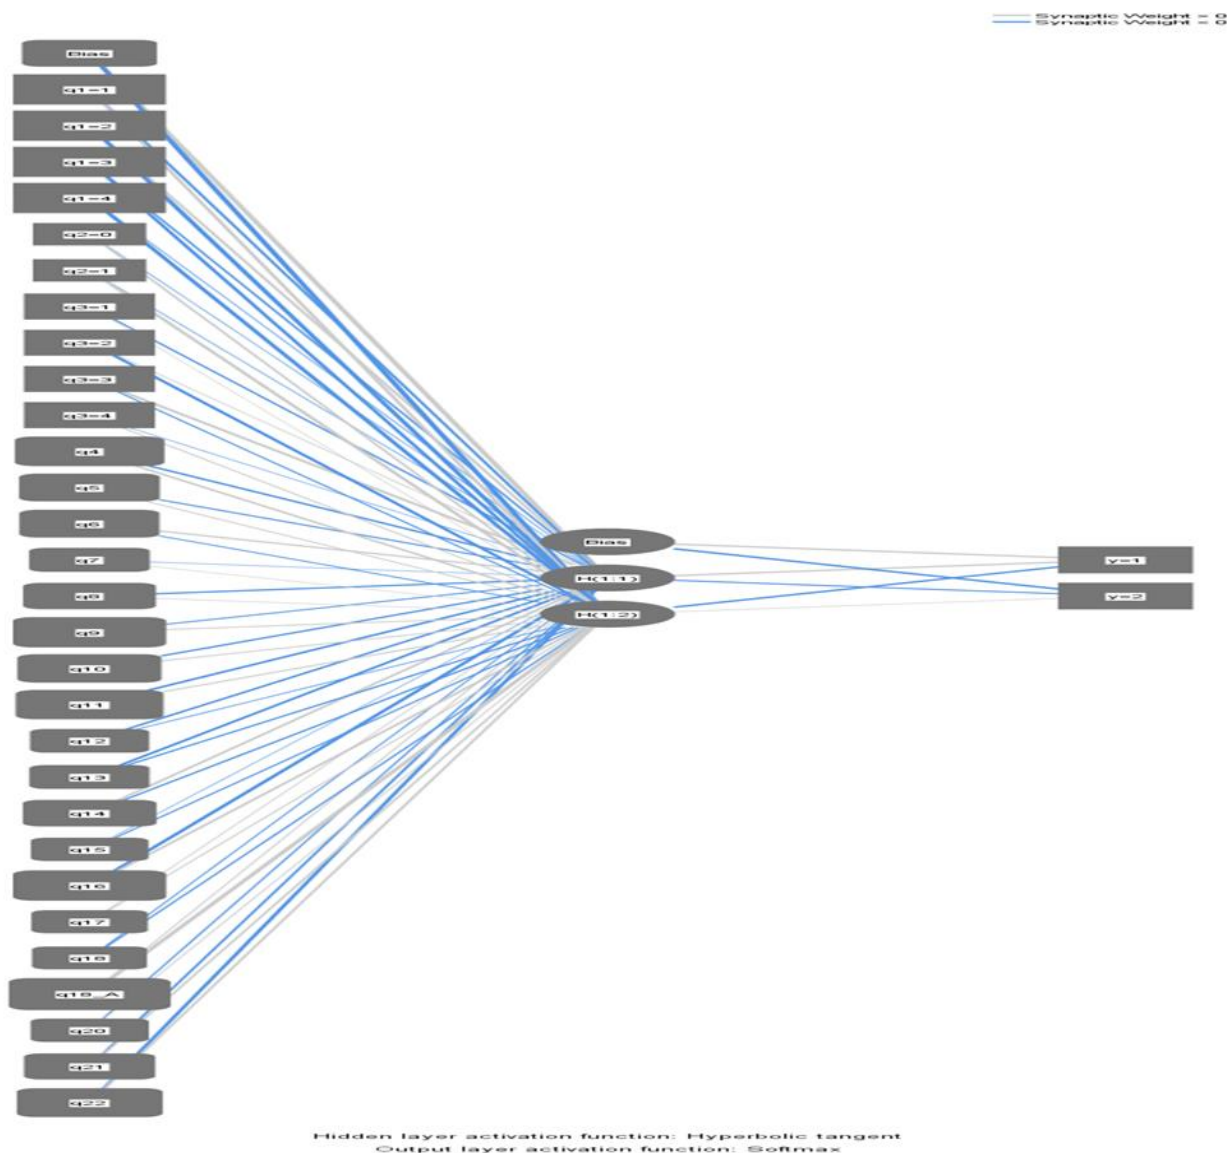 Synaptic Weight > 0
Synaptic Weight < 0
Bias
q1=1
q1=2
q1=3
q1=4
q2=0
q2=1
q3=1
q3=2
q3=3
q3=4
q4
q5
q6
q7
q8
q9
q10
q11
q12
q13
q14
q15
q16
q17
q18
q19_A
q20
q21
q22
Bias
H(1:1)
H(1:2)
y=1
y=2
Hidden layer activation function: Hyperbolic tangent
Output layer activation function: Softmax